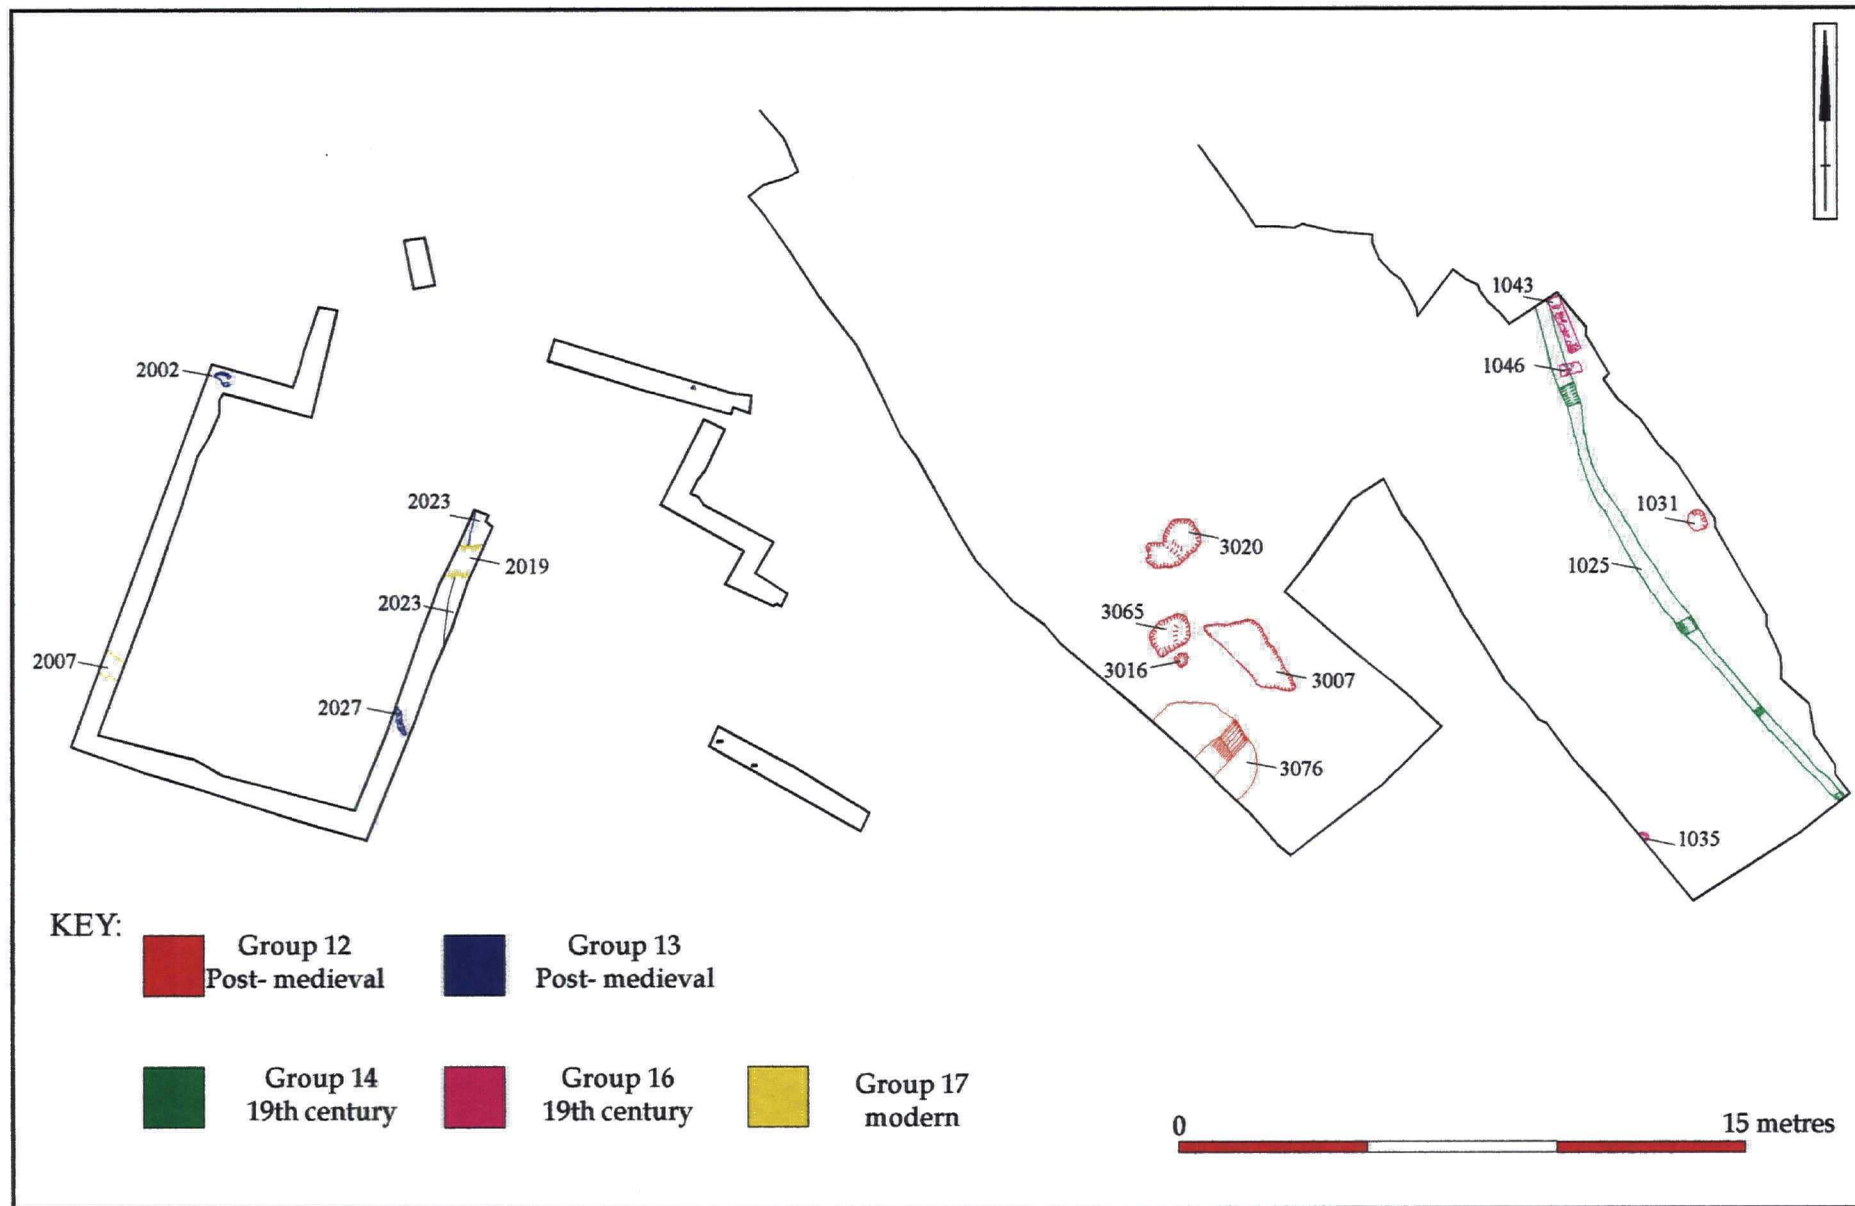 1043
2002
1046
2023
1031
3020
2019
1025
2023
3065
2007
3016
3007
2027
3076
1035
KEY:
Group 12
Post- medieval
Group 13
Post- medieval
Group 14
19th century
Group 16
19th century
Group 17
modern
0
15 metres